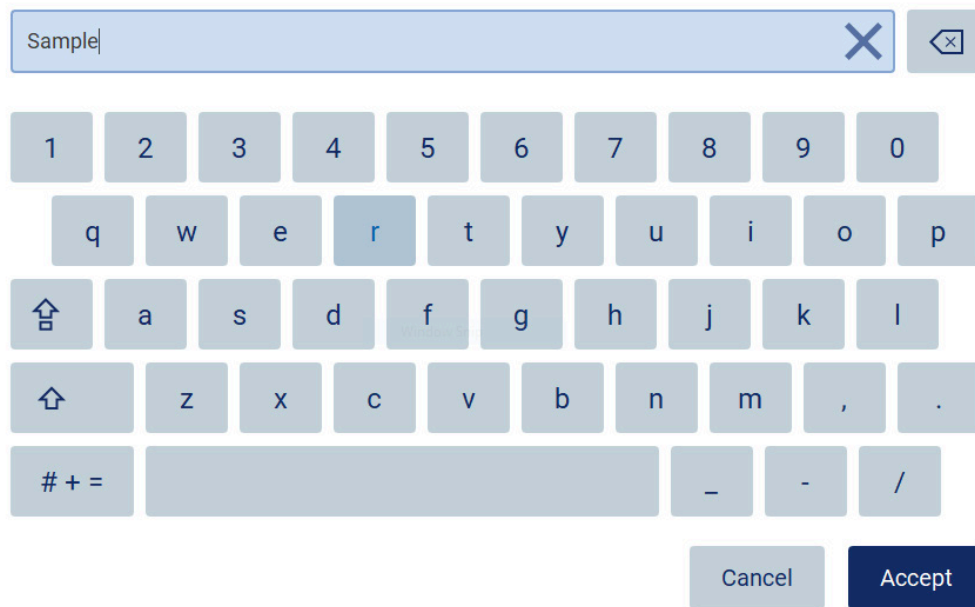 Sample
1 2 3 4 5 6 7 8 9 0
q w e r t y u i o p
a s d f g h j k l
z x c v b n m , .
# + = _ - /
Cancel Accept